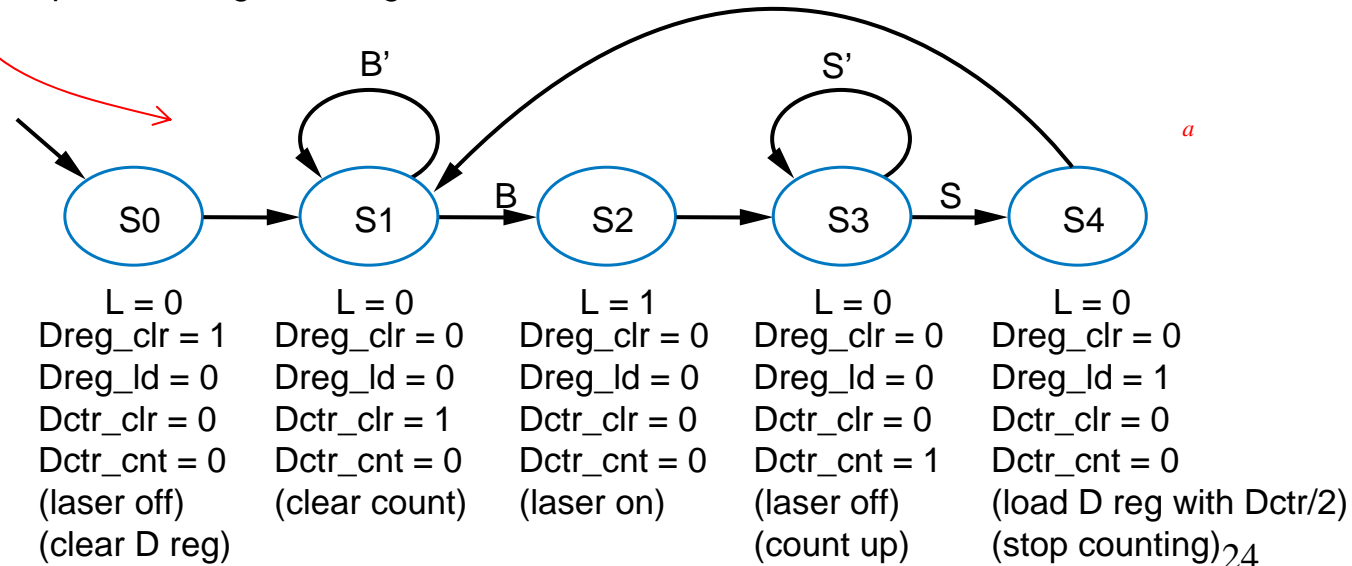 B’
S’
a
S0
S1
B
S2
S3
S
S4
L = 0
Dreg_clr = 1
Dreg_ld = 0
Dctr_clr = 0
Dctr_cnt = 0
(laser off)
(clear D reg)
L = 0
Dreg_clr = 0
Dreg_ld = 0
Dctr_clr = 1
Dctr_cnt = 0
(clear count)
L = 1
Dreg_clr = 0
Dreg_ld = 0
Dctr_clr = 0
Dctr_cnt = 0
(laser on)
L = 0
Dreg_clr = 0
Dreg_ld = 0
Dctr_clr = 0
Dctr_cnt = 1
(laser off)
(count up)
L = 0
Dreg_clr = 0
Dreg_ld = 1
Dctr_clr = 0
Dctr_cnt = 0
(load D reg with Dctr/2)
(stop counting)
24